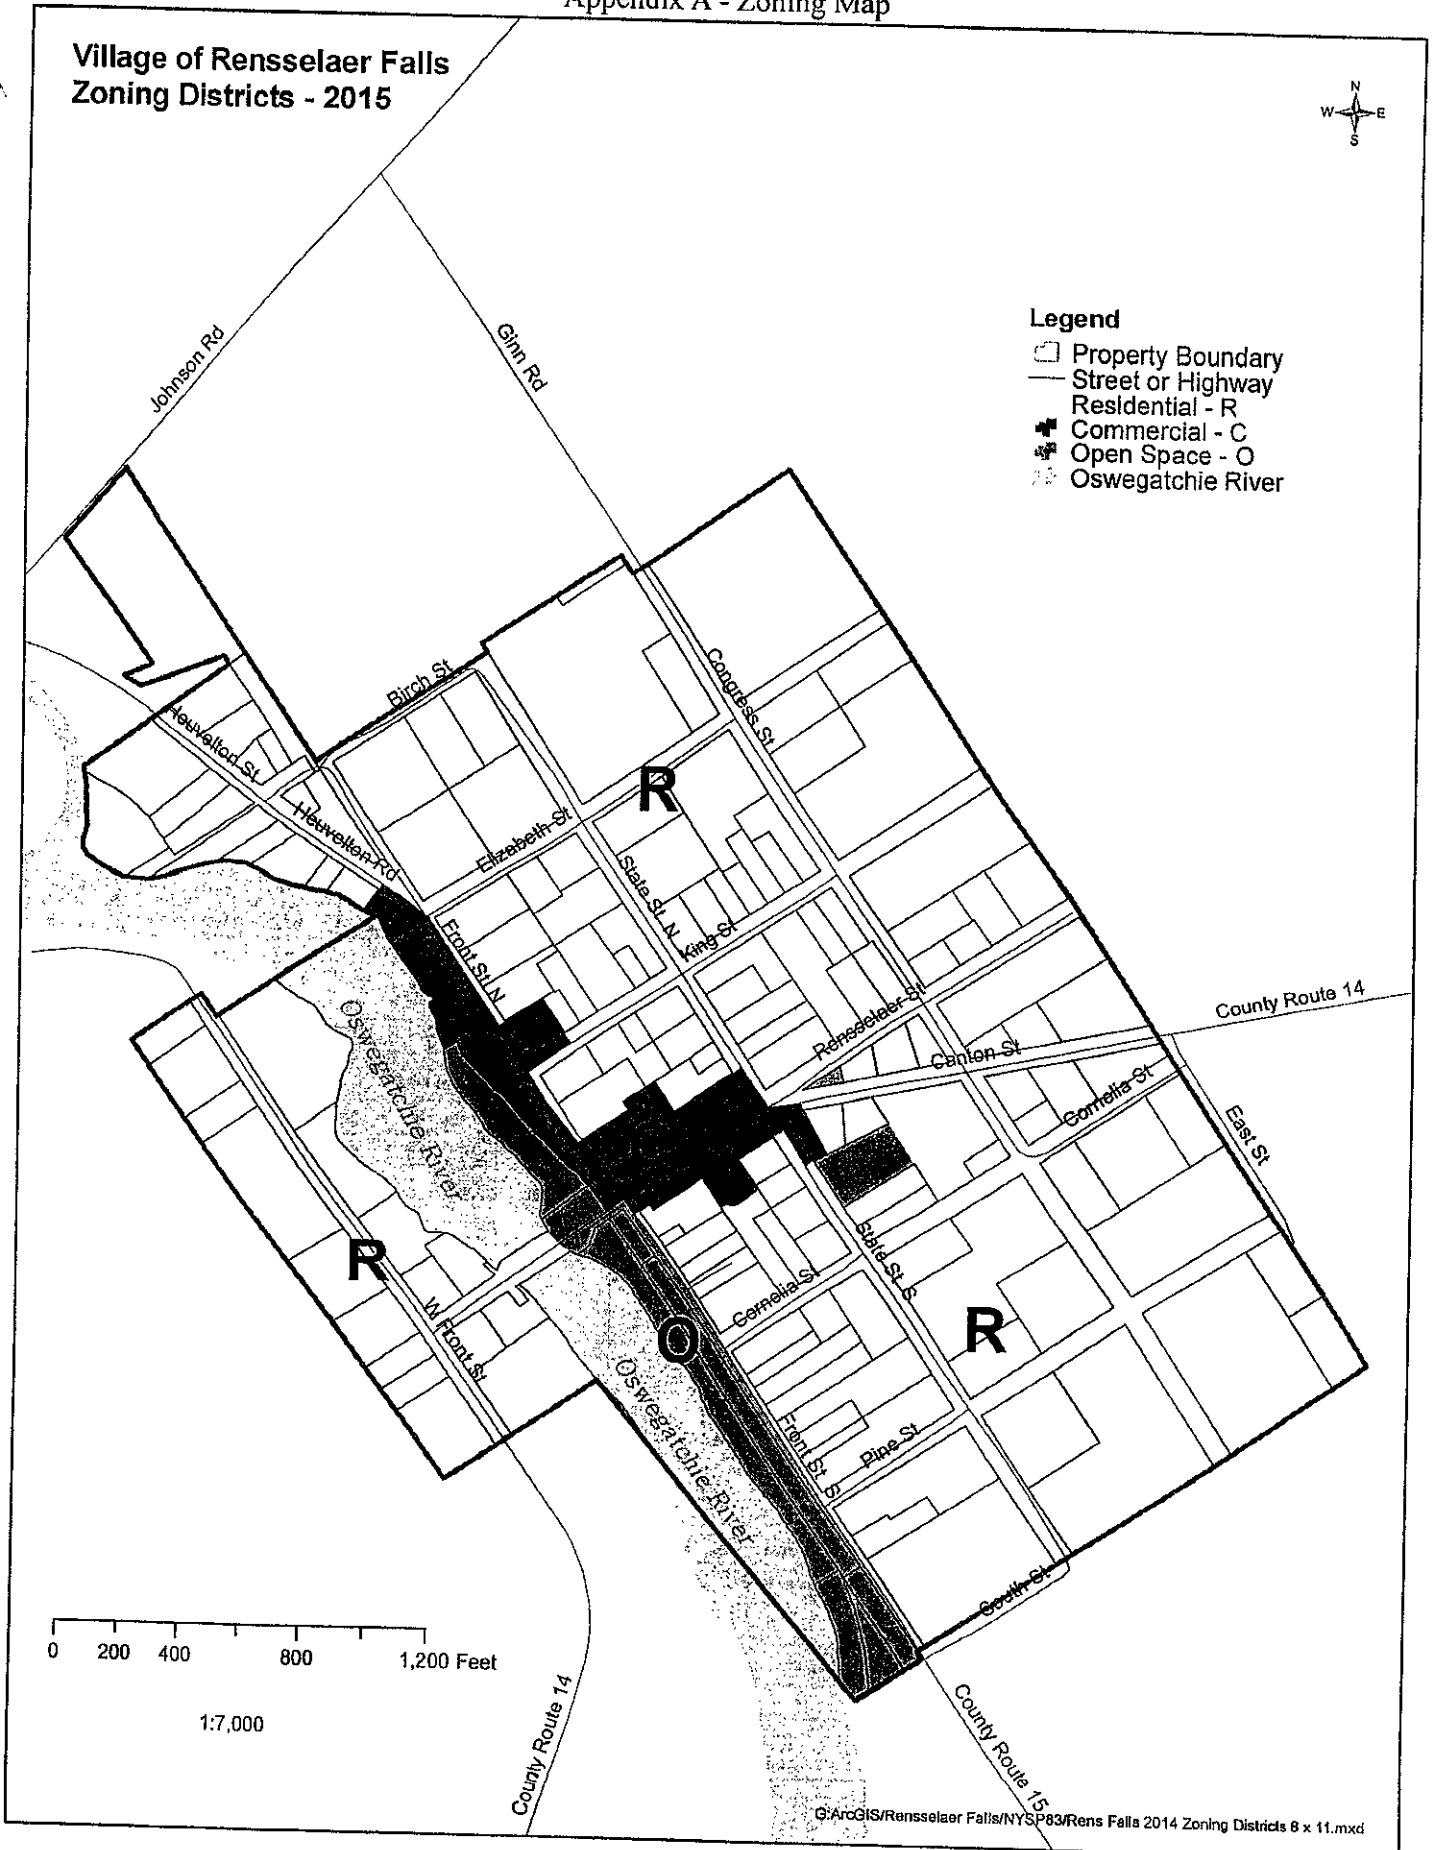 Appendix A - Zoning Map
Village of Rensselaer Falls
Zoning Districts - 2015
N
W E
S
Legend
Property Boundary
Street or Highway
Residential - R
Commercial - C
Open Space - O
Oswegatchie River
Johnson Rd
Ginn Rd
Birch St
Congress St
Heuvelton St
Heuvelton Rd
Elizabeth St
R
State St N
King St
Front St N
Rensselaer St
County Route 14
Canton St
Cornelia St
East St
Oswegatchie River
R
W Front St
State St S
Cornelia St
R
O
Oswegatchie River
Front St S
Pine St
South St
0 200 400 800 1,200 Feet
1:7,000
County Route 14
County Route 15
G:ArcGIS/Rensselaer Falls/NYSP83/Rens Falls 2014 Zoning Districts 8 x 11.mxd